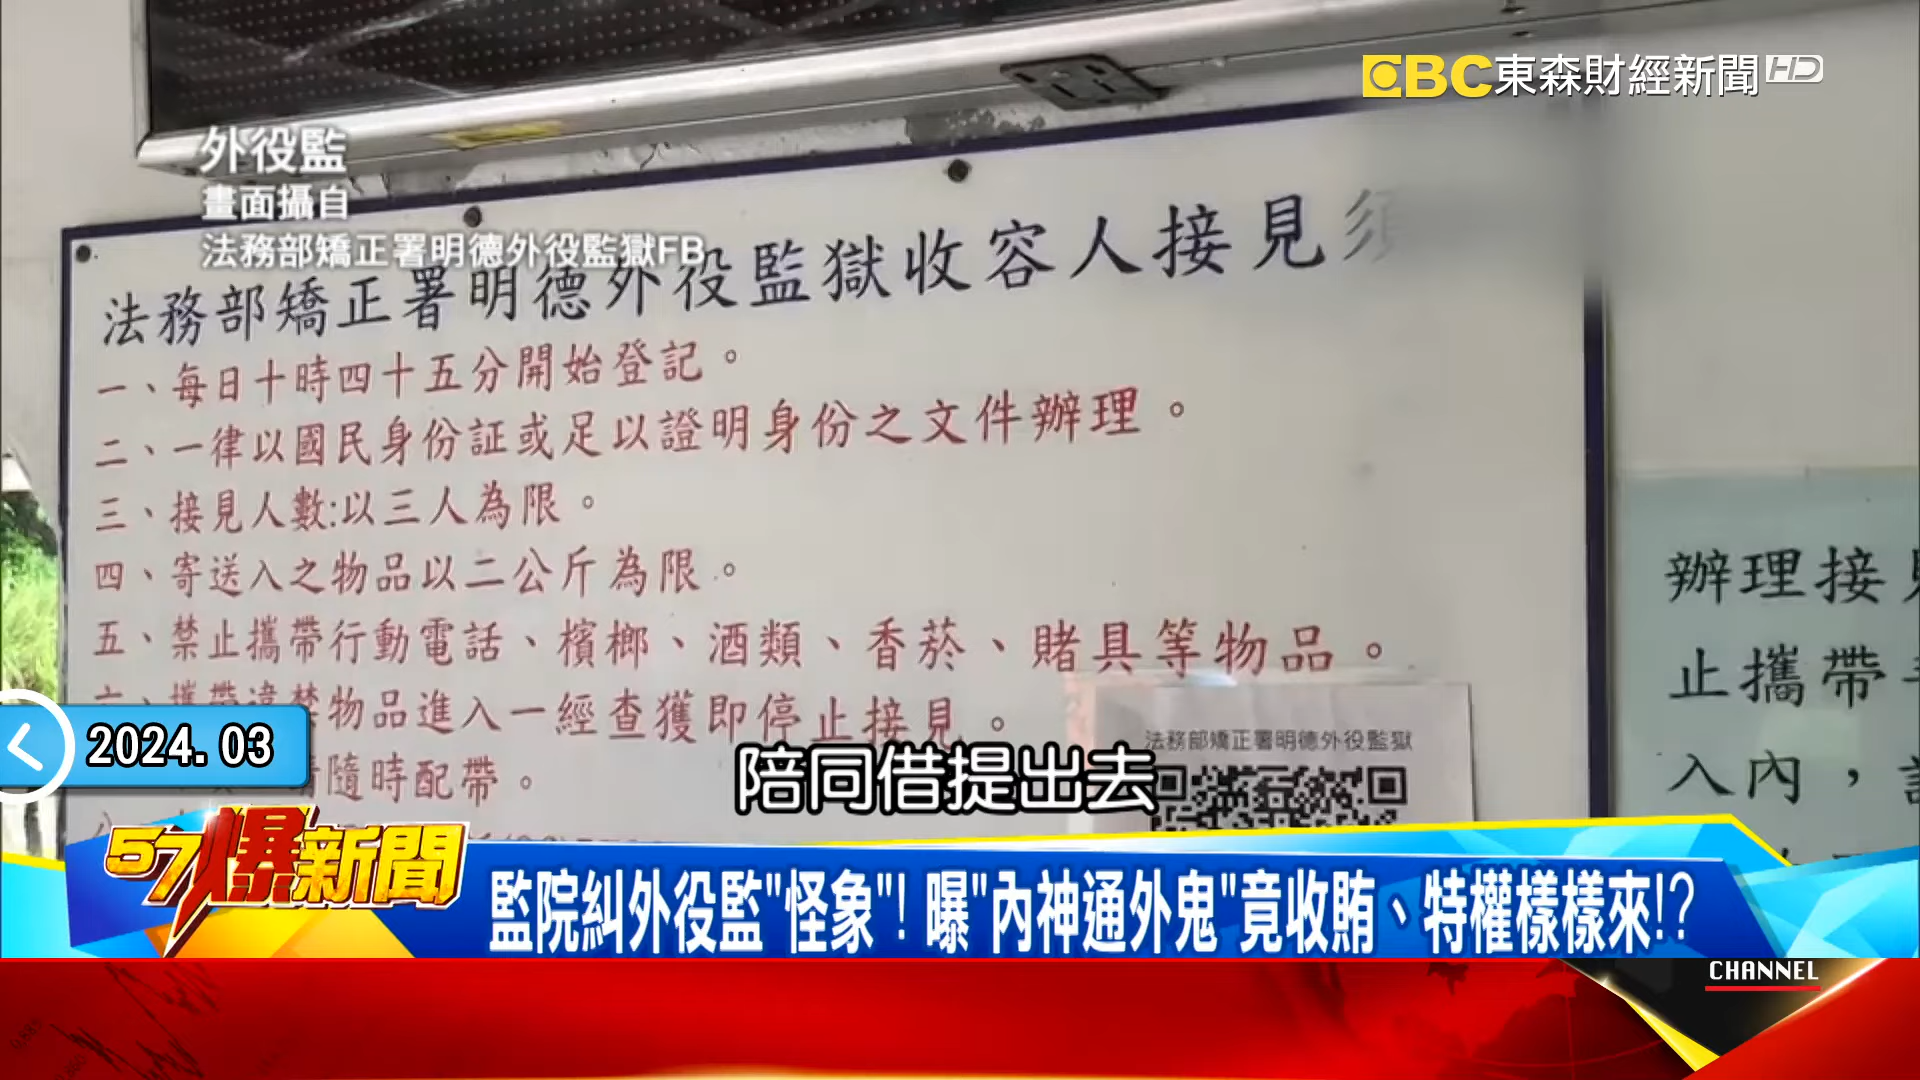 EBC東森財經新聞HD
外役監
畫面攝自
法務部矯正署明德外役監獄FB
法務部矯正署明德外役監獄收容人接見須
一、每日十時四十五分開始登記。
二、一律以國民身份証或足以證明身份之文件辦理。
三、接見人數:以三人為限。
四、寄送入之物品以二公斤為限。
五、禁止攜帶行動電話、檳榔、酒類、香菸、賭具等物品。
六、攜帶違禁物品進入一經查獲即停止接見。
隨時配帶。
法務部矯正署明德外役監獄
辦理接見
止攜帶
入內，
2024.03
陪同借提出去
57爆新聞
監院糾外役監"怪象"! 曝"內神通外鬼"竟收賄、特權樣樣來!?
CHANNEL